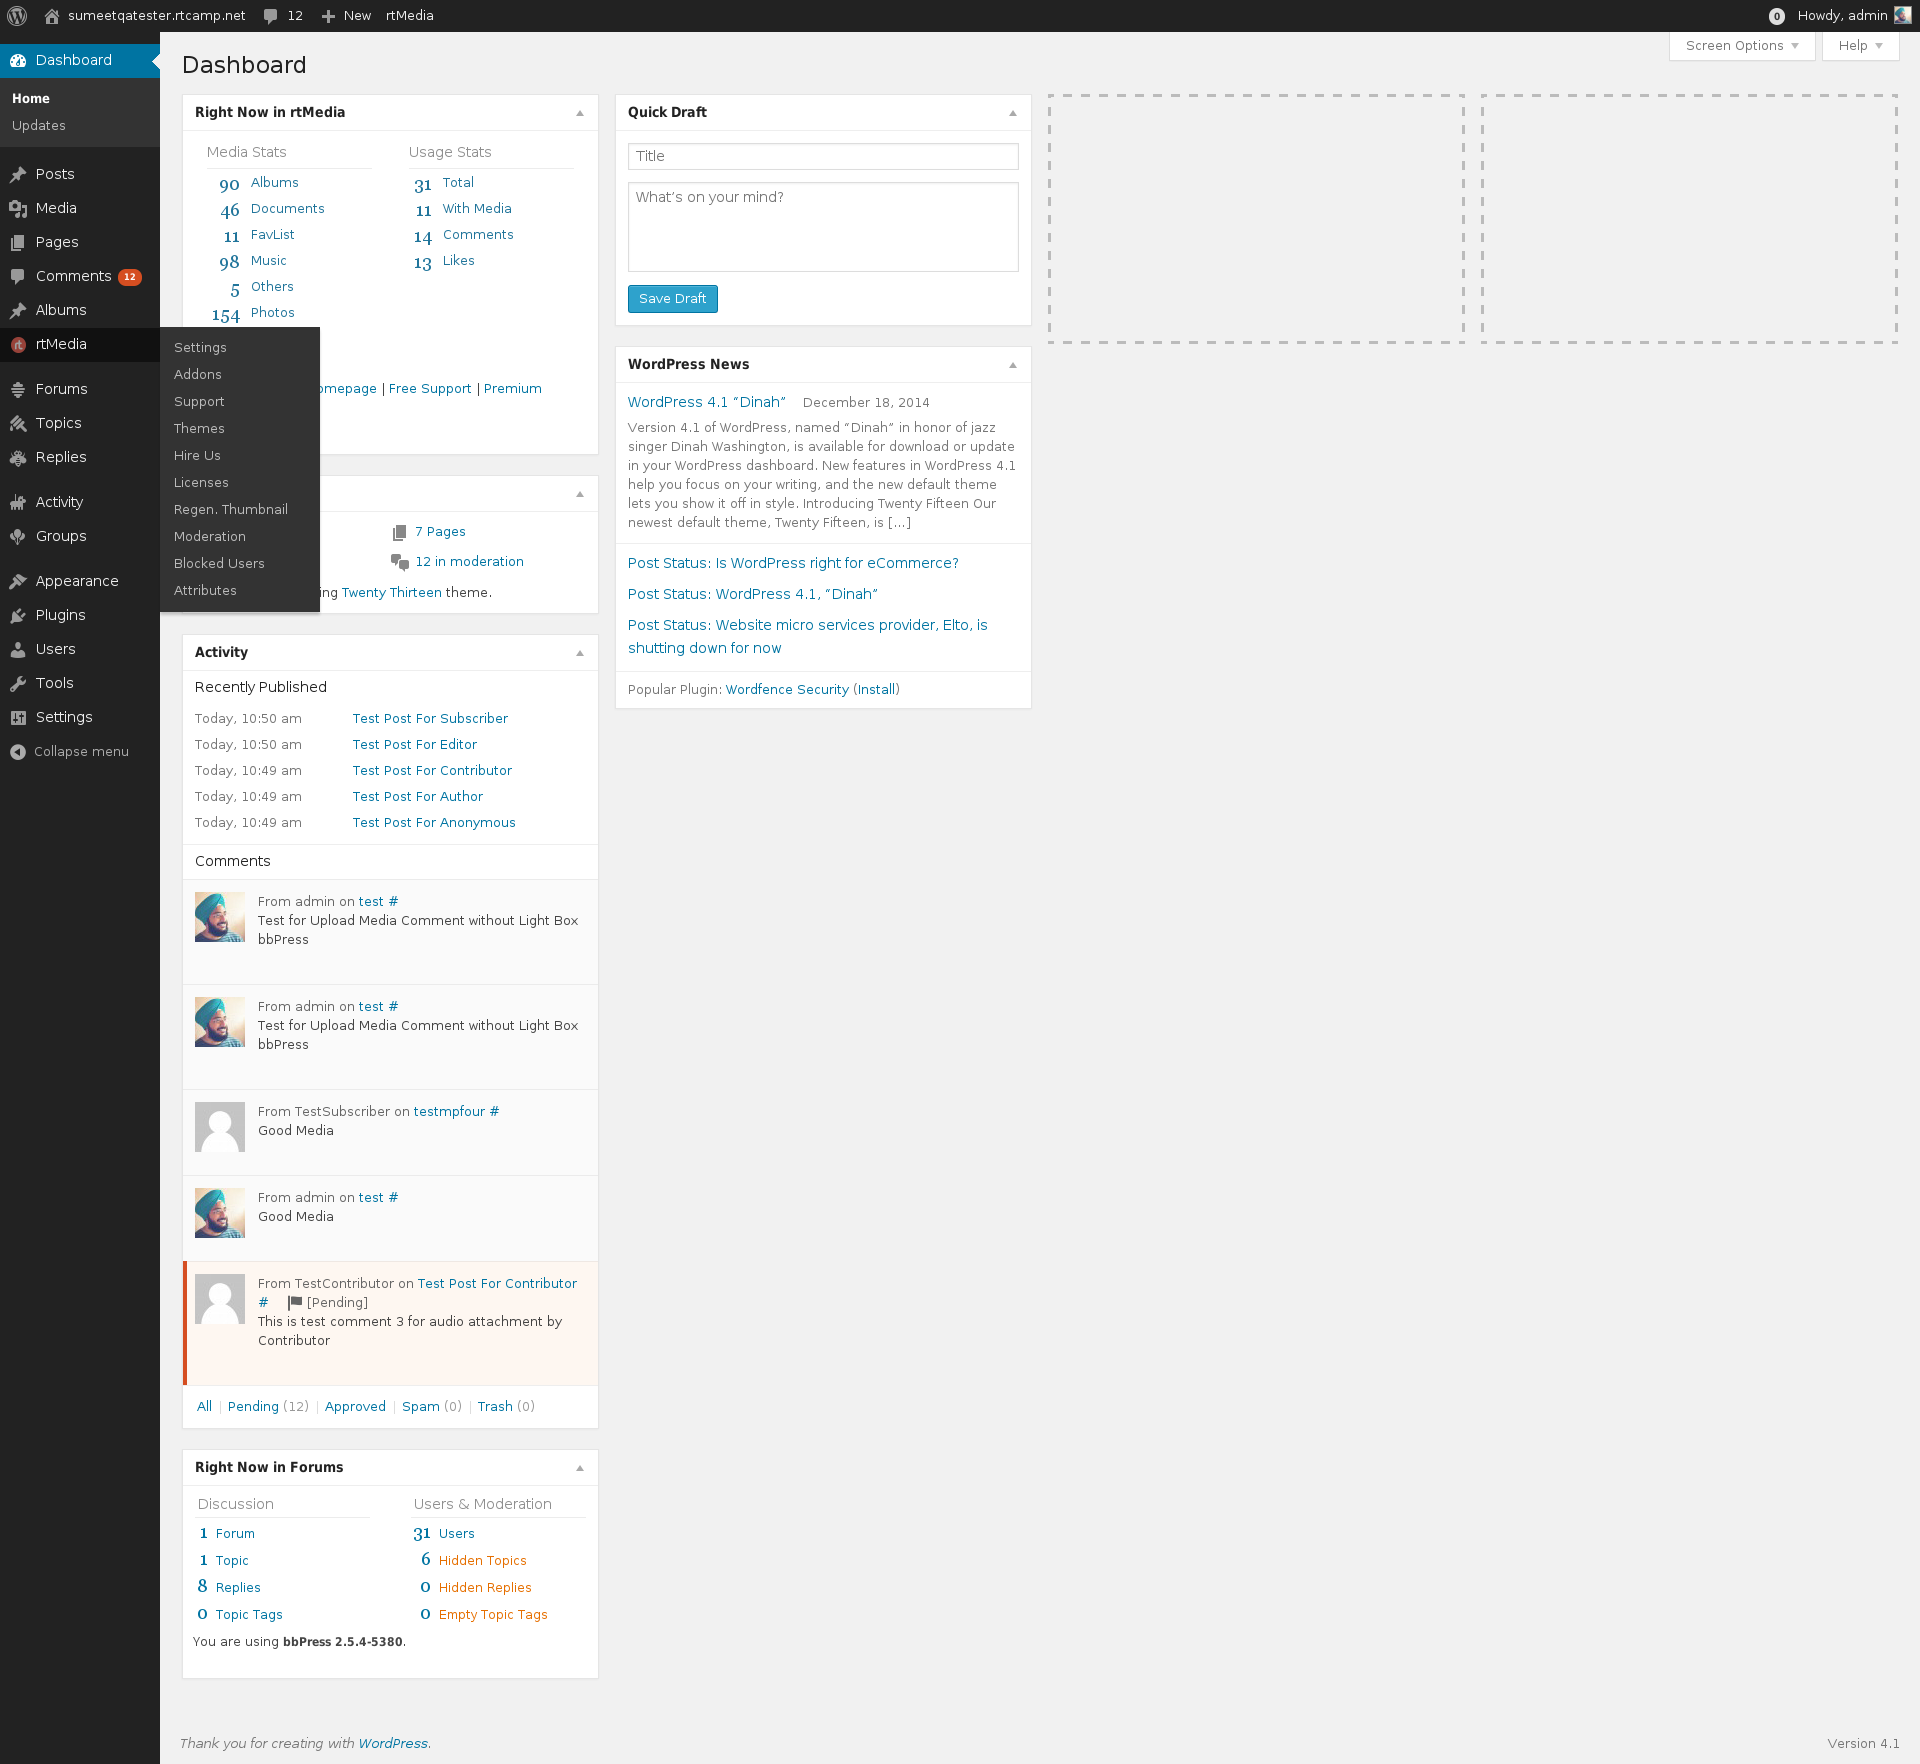 sumeetqatester.rtcamp.net 12 New rtMedia 0 Howdy, admin
Dashboard
Home
Updates
Posts
Media
Pages
Comments 12
Albums
rtMedia
Forums
Topics
Replies
Activity
Groups
Appearance
Plugins
Users
Tools
Settings
Collapse menu
Settings
Addons
Support
Themes
Hire Us
Licenses
Regen. Thumbnail
Moderation
Blocked Users
Attributes
Dashboard
Screen Options Help
Right Now in rtMedia
Media Stats
90 Albums
46 Documents
11 FavList
98 Music
5 Others
154 Photos
Usage Stats
31 Total
11 With Media
14 Comments
13 Likes
omepage | Free Support | Premium
7 Pages
12 in moderation
ing Twenty Thirteen theme.
Activity
Recently Published
Today, 10:50 am Test Post For Subscriber
Today, 10:50 am Test Post For Editor
Today, 10:49 am Test Post For Contributor
Today, 10:49 am Test Post For Author
Today, 10:49 am Test Post For Anonymous
Comments
From admin on test #
Test for Upload Media Comment without Light Box
bbPress
From admin on test #
Test for Upload Media Comment without Light Box
bbPress
From TestSubscriber on testmpfour #
Good Media
From admin on test #
Good Media
From TestContributor on Test Post For Contributor
# [Pending]
This is test comment 3 for audio attachment by
Contributor
All | Pending (12) | Approved | Spam (0) | Trash (0)
Right Now in Forums
Discussion
1 Forum
1 Topic
8 Replies
0 Topic Tags
Users & Moderation
31 Users
6 Hidden Topics
0 Hidden Replies
0 Empty Topic Tags
You are using bbPress 2.5.4-5380.
Quick Draft
Title
What's on your mind?
Save Draft
WordPress News
WordPress 4.1 “Dinah” December 18, 2014
Version 4.1 of WordPress, named “Dinah” in honor of jazz
singer Dinah Washington, is available for download or update
in your WordPress dashboard. New features in WordPress 4.1
help you focus on your writing, and the new default theme
lets you show it off in style. Introducing Twenty Fifteen Our
newest default theme, Twenty Fifteen, is […]
Post Status: Is WordPress right for eCommerce?
Post Status: WordPress 4.1, “Dinah”
Post Status: Website micro services provider, Elto, is
shutting down for now
Popular Plugin: Wordfence Security (Install)
Thank you for creating with WordPress.
Version 4.1